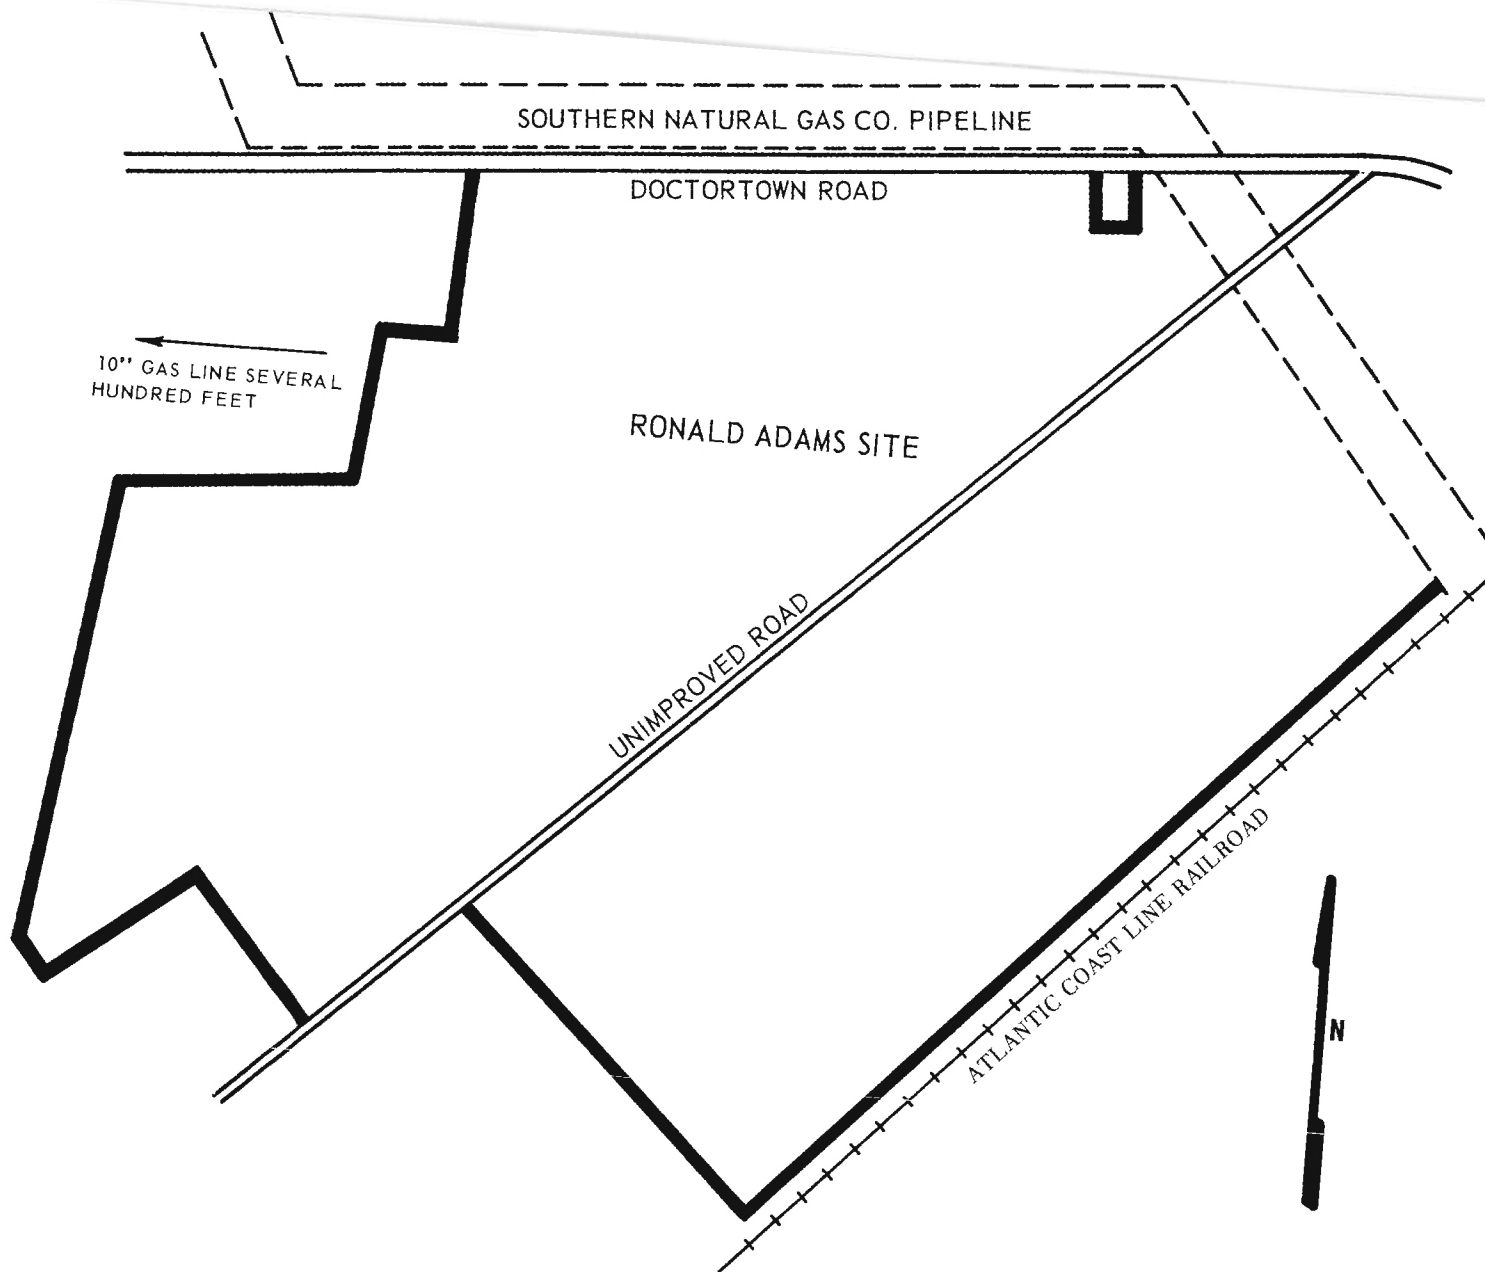 SOUTHERN NATURAL GAS CO. PIPELINE
DOCTORTOWN ROAD
10" GAS LINE SEVERAL
HUNDRED FEET
RONALD ADAMS SITE
UNIMPROVED ROAD
ATLANTIC COAST LINE RAILROAD
N